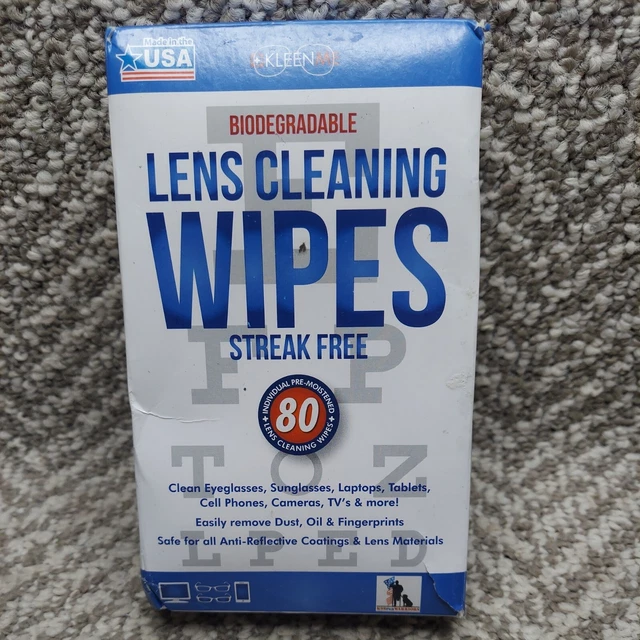 Made in the
USA
KLEEN
BIODEGRADABLE
LENS CLEANING
WIPES
STREAK FREE
INDIVIDUAL PRE-MOISTENED
80
LENS CLEANING WIPES
E
F P
T O Z
Clean Eyeglasses, Sunglasses, Laptops, Tablets,
Cell Phones, Cameras, TV's & more!
Easily remove Dust, Oil & Fingerprints
Safe for all Anti-Reflective Coatings & Lens Materials
L P E D